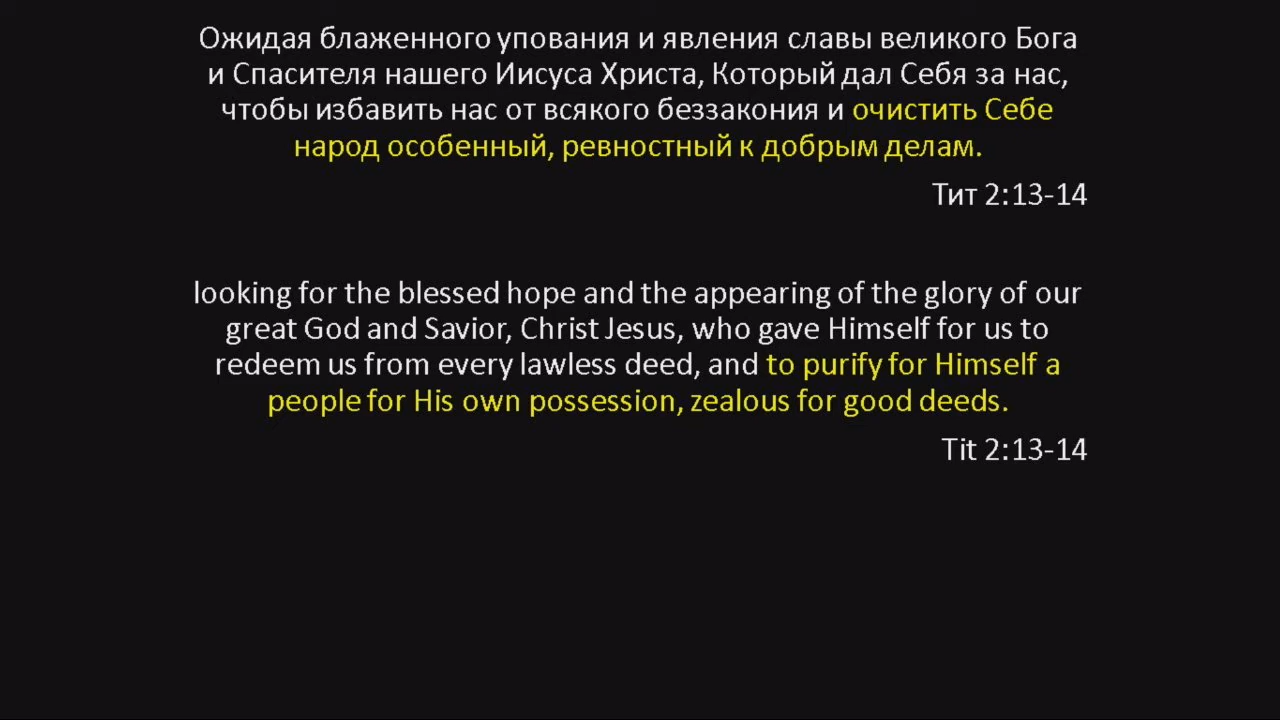 Ожидая блаженного упования и явления славы великого Бога
и Спасителя нашего Иисуса Христа, Который дал Себя за нас,
чтобы избавить нас от всякого беззакония и очистить Себе
народ особенный, ревностный к добрым делам.
Тит 2:13-14
looking for the blessed hope and the appearing of the glory of our
great God and Savior, Christ Jesus, who gave Himself for us to
redeem us from every lawless deed, and to purify for Himself a
people for His own possession, zealous for good deeds.
Tit 2:13-14